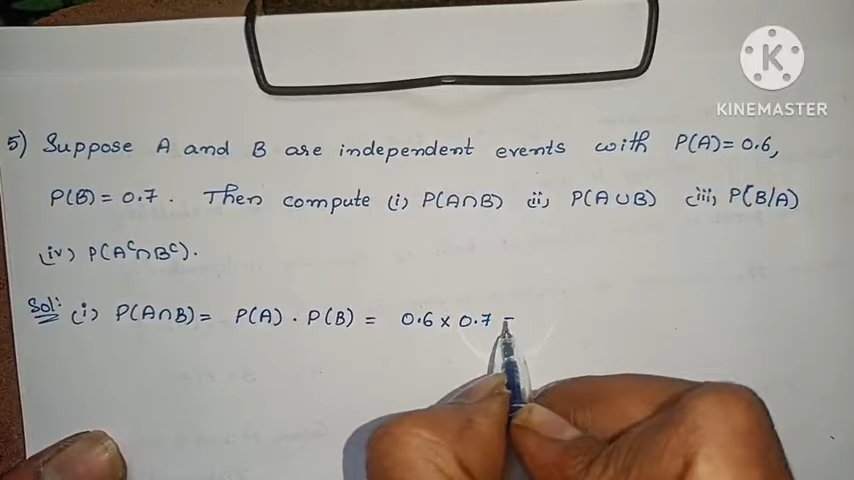 K
KINEMASTER
5) Suppose A and B are independent events with P(A)=0.6,
P(B)=0.7. Then compute (i) P(A∩B) (ii) P(A∪B) (iii) P(B/A)
(iv) P(Aᶜ∩Bᶜ).
Sol: (i) P(A∩B) = P(A) . P(B) = 0.6 x 0.7 =